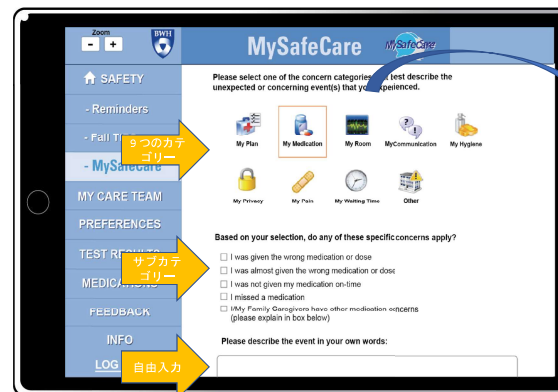 Zoom
- +
BWH
MySafeCare
MySafeCare
SAFETY
- Reminders
- Fall
- MySafeCare
MY CARE TEAM
PREFERENCES
TEST RESULTS
MEDICATIONS
FEEDBACK
INFO
LOG
9つのカテ
ゴリー
サブカテ
ゴリー
自由入力
Please select one of the concern categories test describe the
unexpected or concerning event(s) that you experienced.
My Plan
My Medication
My Room
MyCommunication
My Hygiene
My Privacy
My Pain
My Waiting Time
Other
Based on your selection, do any of these specific concerns apply?
I was given the wrong medication or dose
I was almost given the wrong medication or dose
I was not given my medication on-time
I missed a medication
I/My Family Caregivers have other medication concerns
(please explain in box below)
Please describe the event in your own words: